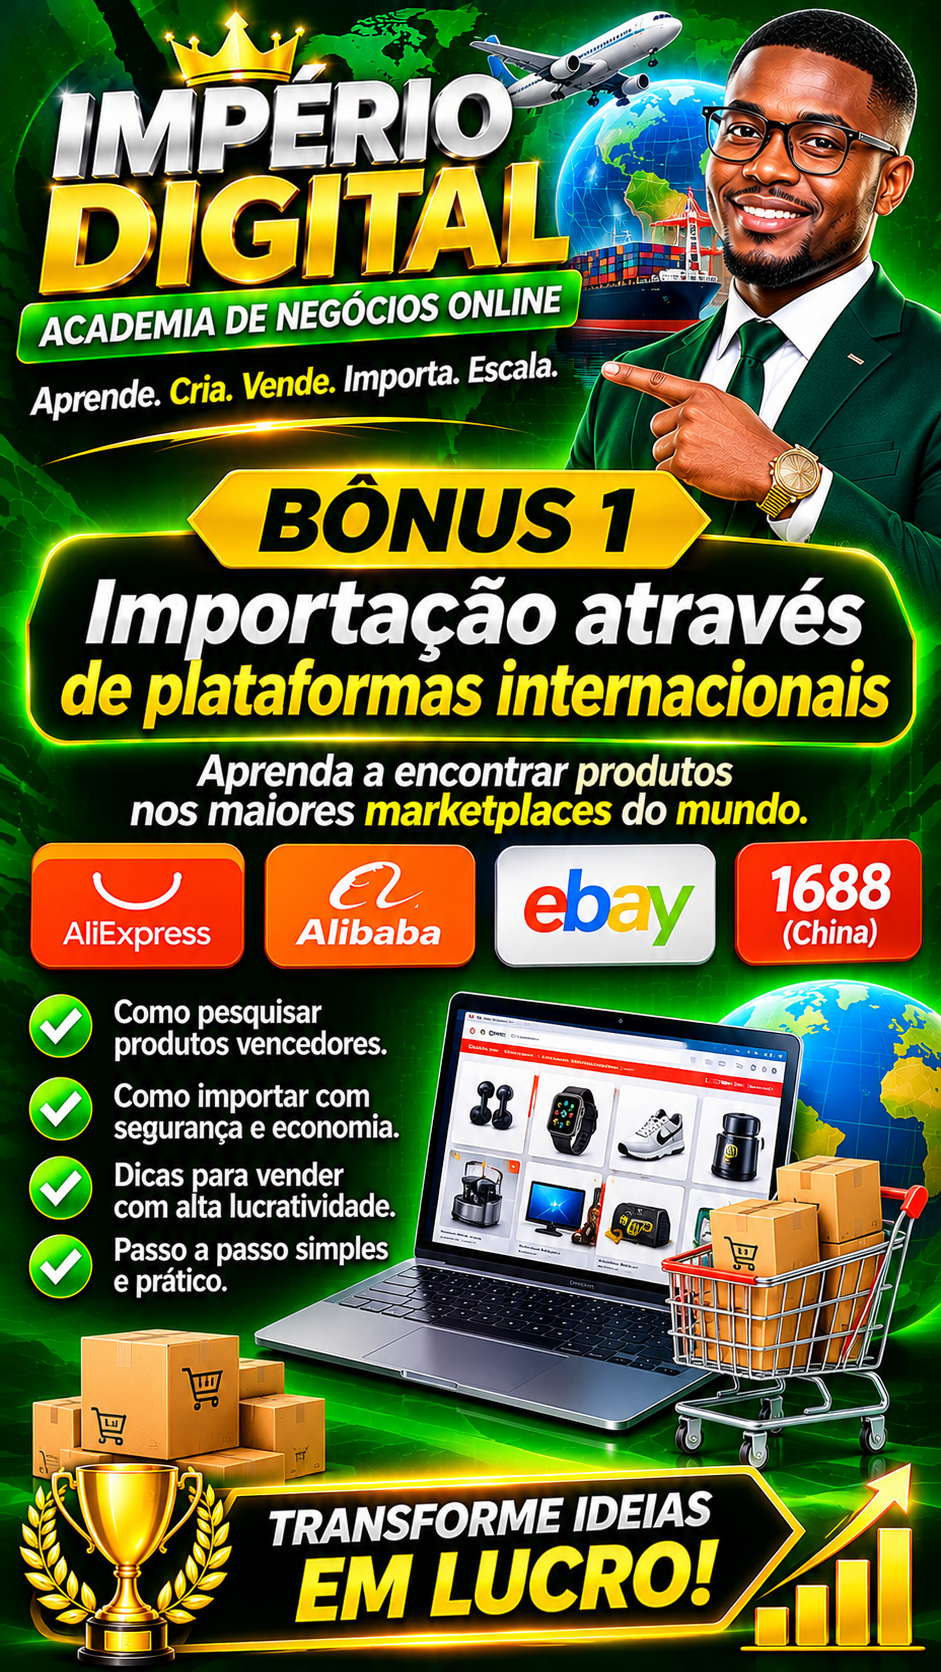 IMPÉRIO
DIGITAL
ACADEMIA DE NEGÓCIOS ONLINE
Aprende. Cria. Vende. Importa. Escala.
BÔNUS 1
Importação através
de plataformas internacionais
Aprenda a encontrar produtos
nos maiores marketplaces do mundo.
AliExpress
Alibaba
ebay
1688
(China)
Como pesquisar
produtos vencedores.
Como importar com
segurança e economia.
Dicas para vender
com alta lucratividade.
Passo a passo simples
e prático.
TRANSFORME IDEIAS
EM LUCRO!